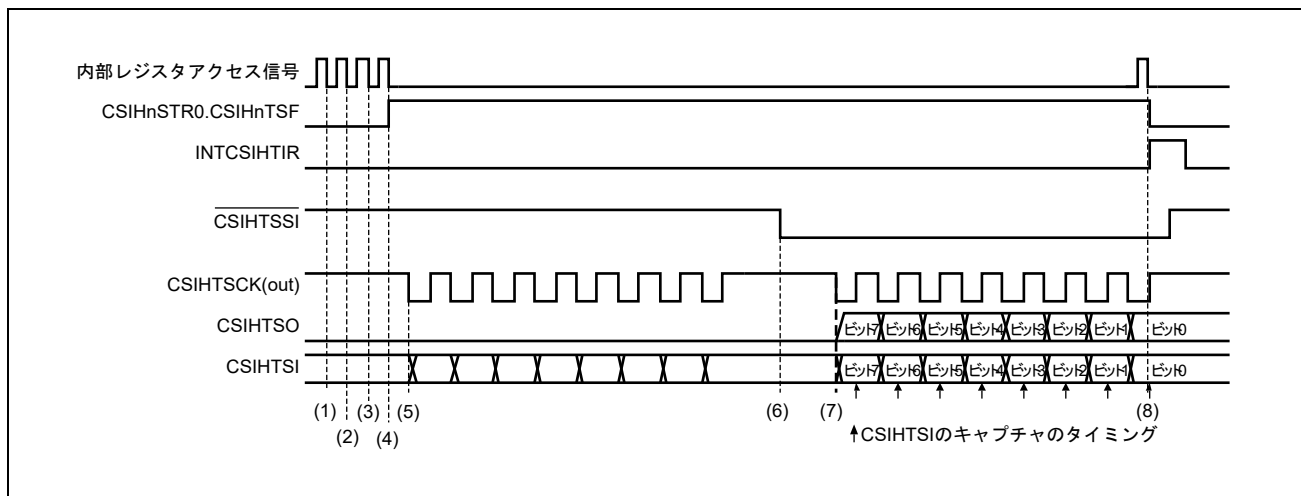 内部レジスタアクセス信号
CSIHnSTR0.CSIHnTSF
INTCSIHTIR
CSIHTSSI
CSIHTSCK(out)
CSIHTSO
ビット7 ビット6 ビット5 ビット4 ビット3 ビット2 ビット1 ビット0
CSIHTSI
ビット7 ビット6 ビット5 ビット4 ビット3 ビット2 ビット1 ビット0
(1) (3) (5) (6) (7) (8)
(2) (4) ↑CSIHTSIのキャプチャのタイミング